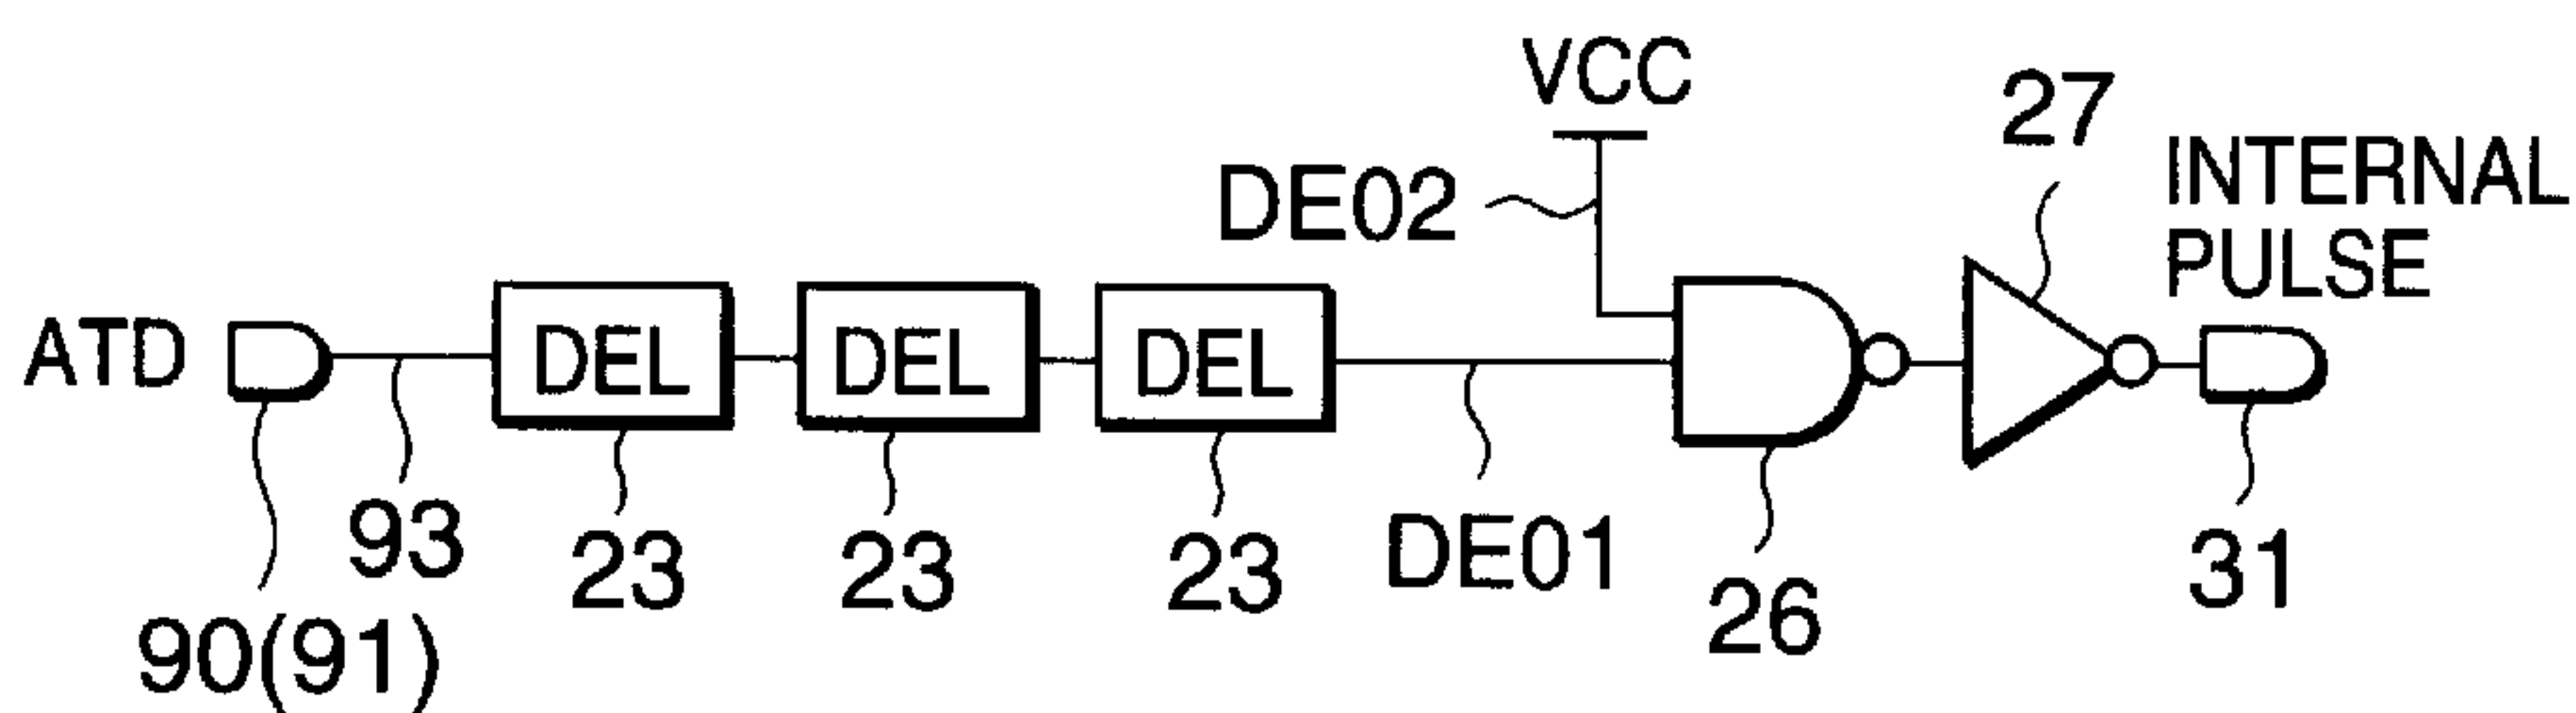 VCC
27
INTERNAL
PULSE
DE02
ATD
DEL
DEL
DEL
93
23
23
23
DE01
26
31
90(91)